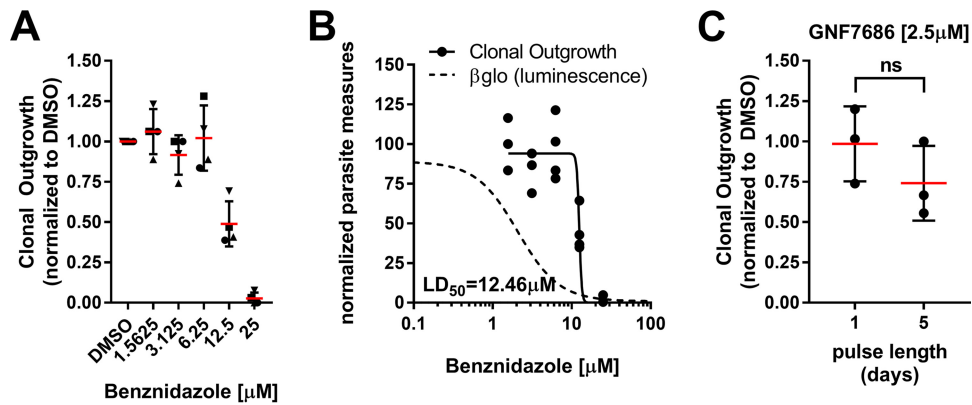 A
Clonal Outgrowth
(normalized to DMSO)
1.50
1.25
1.00
0.75
0.50
0.25
0.00
DMSO
1.5625
3.125
6.25
12.5
25
Benznidazole [μM]
B
Clonal Outgrowth
βglo (luminescence)
normalized parasite measures
150
125
100
75
50
25
0
LD50=12.46μM
0.1
1
10
100
Benznidazole [μM]
C
GNF7686 [2.5μM]
ns
Clonal Outgrowth
(normalized to DMSO)
1.50
1.25
1.00
0.75
0.50
0.25
0.00
1
5
pulse length
(days)